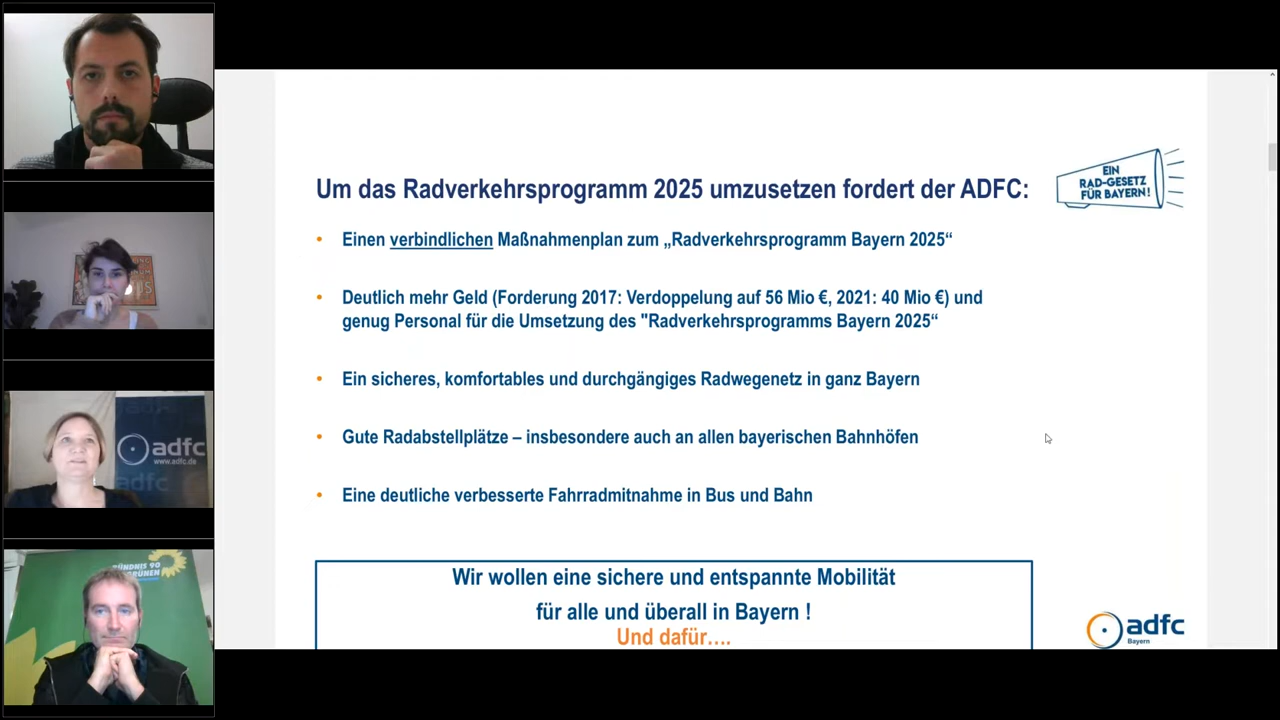 Um das Radverkehrsprogramm 2025 umzusetzen fordert der ADFC:
EIN
RAD-GESETZ
FÜR BAYERN!
• Einen verbindlichen Maßnahmenplan zum „Radverkehrsprogramm Bayern 2025“
• Deutlich mehr Geld (Forderung 2017: Verdoppelung auf 56 Mio €, 2021: 40 Mio €) und
genug Personal für die Umsetzung des "Radverkehrsprogramms Bayern 2025“
• Ein sicheres, komfortables und durchgängiges Radwegenetz in ganz Bayern
• Gute Radabstellplätze – insbesondere auch an allen bayerischen Bahnhöfen
• Eine deutliche verbesserte Fahrradmitnahme in Bus und Bahn
Wir wollen eine sichere und entspannte Mobilität
für alle und überall in Bayern !
Und dafür….
adfc
Bayern
adfc
www.adfc.de
adfc
ÜNDNIS 90
RÜNEN